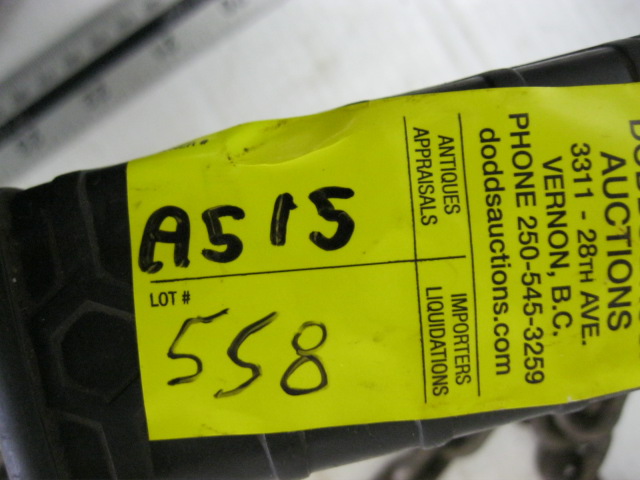 A515
LOT #
558
ANTIQUES
APPRAISALS
IMPORTERS
LIQUIDATIONS
AUCTIONS
3311 - 28TH AVE.
VERNON, B.C.
PHONE 250-545-3259
doddsauctions.com